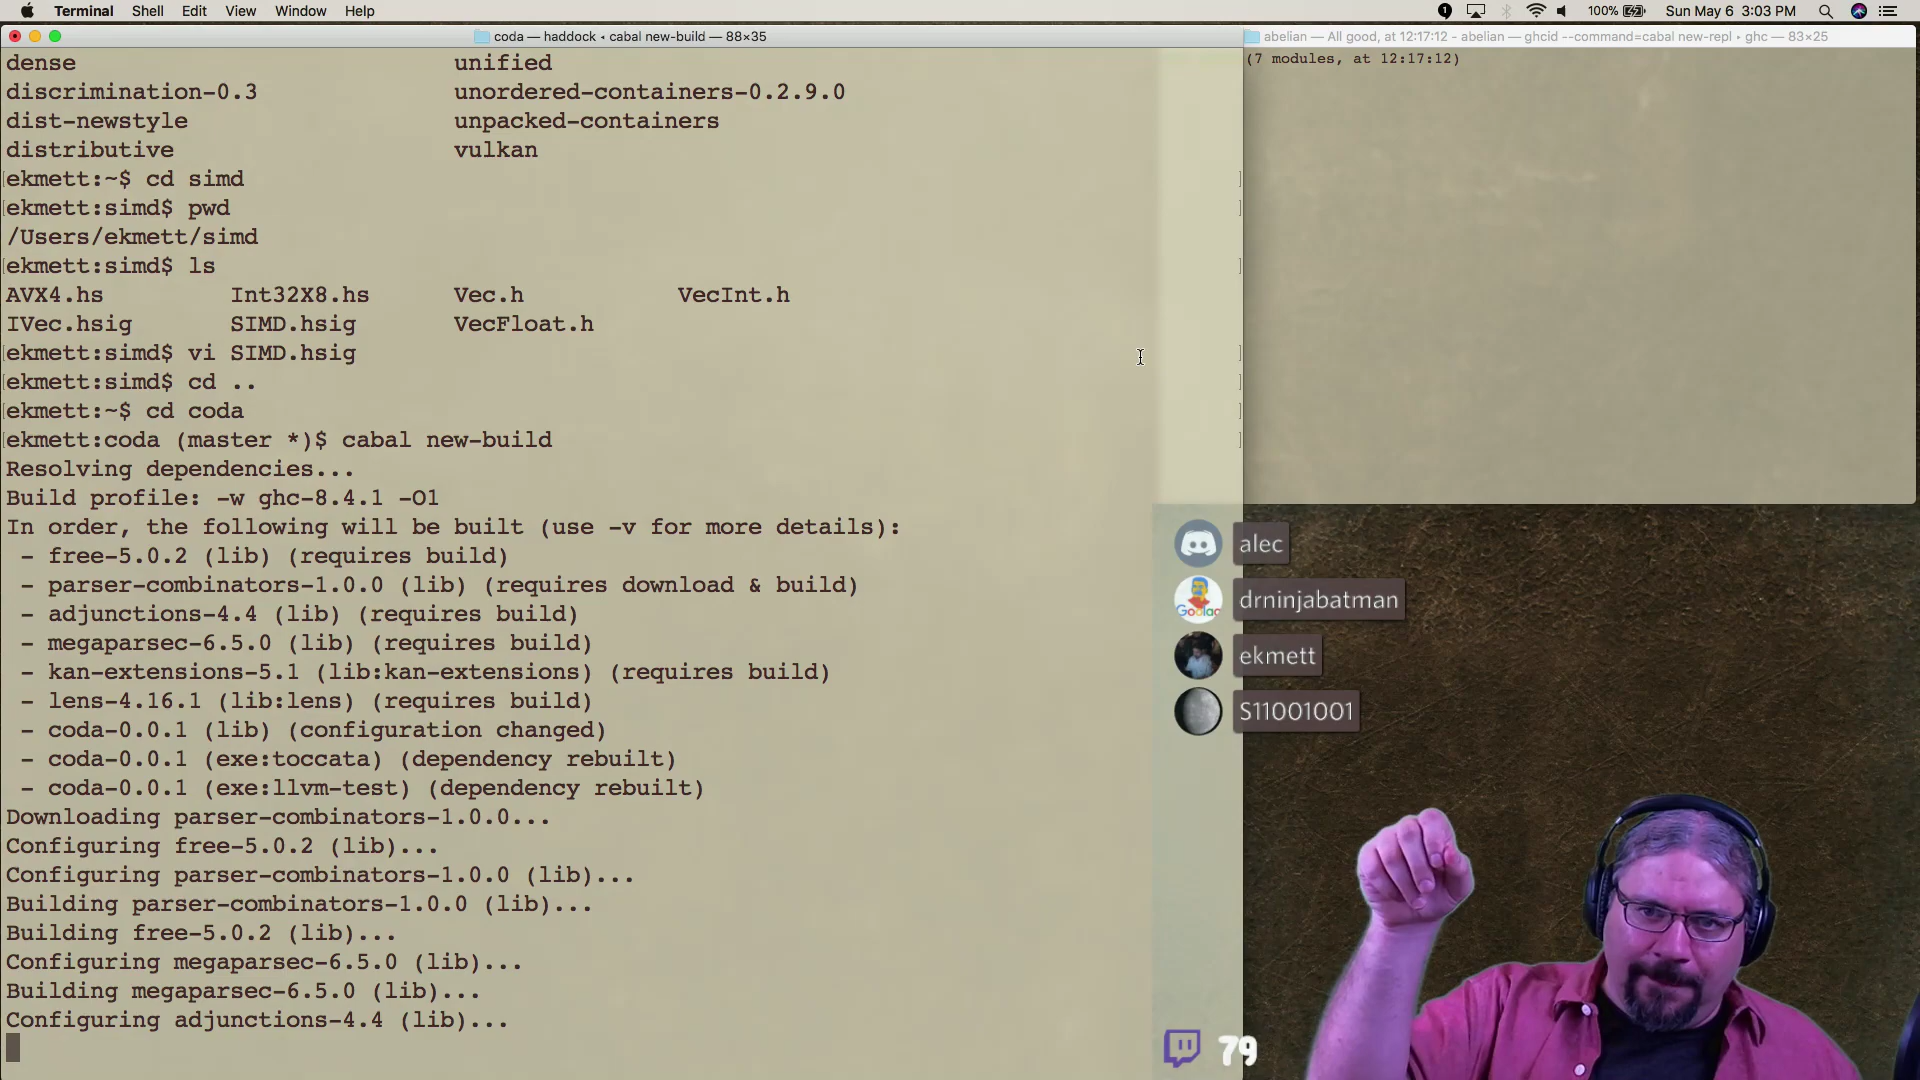 Terminal Shell Edit View Window Help
100% Sun May 6 3:03 PM
coda — haddock • cabal new-build — 88×35
abelian — All good, at 12:17:12 - abelian — ghcid --command=cabal new-repl • ghc — 83×25
(7 modules, at 12:17:12)
dense unified
discrimination-0.3 unordered-containers-0.2.9.0
dist-newstyle unpacked-containers
distributive vulkan
[ekmett:~$ cd simd ]
[ekmett:simd$ pwd ]
/Users/ekmett/simd
[ekmett:simd$ ls ]
AVX4.hs Int32X8.hs Vec.h VecInt.h
IVec.hsig SIMD.hsig VecFloat.h
[ekmett:simd$ vi SIMD.hsig ]
[ekmett:simd$ cd .. ]
[ekmett:~$ cd coda ]
[ekmett:coda (master *)$ cabal new-build ]
Resolving dependencies...
Build profile: -w ghc-8.4.1 -O1
In order, the following will be built (use -v for more details):
- free-5.0.2 (lib) (requires build)
- parser-combinators-1.0.0 (lib) (requires download & build)
- adjunctions-4.4 (lib) (requires build)
- megaparsec-6.5.0 (lib) (requires build)
- kan-extensions-5.1 (lib:kan-extensions) (requires build)
- lens-4.16.1 (lib:lens) (requires build)
- coda-0.0.1 (lib) (configuration changed)
- coda-0.0.1 (exe:toccata) (dependency rebuilt)
- coda-0.0.1 (exe:llvm-test) (dependency rebuilt)
Downloading parser-combinators-1.0.0...
Configuring free-5.0.2 (lib)...
Configuring parser-combinators-1.0.0 (lib)...
Building parser-combinators-1.0.0 (lib)...
Building free-5.0.2 (lib)...
Configuring megaparsec-6.5.0 (lib)...
Building megaparsec-6.5.0 (lib)...
Configuring adjunctions-4.4 (lib)...
alec
drninjabatman
ekmett
S11001001
79